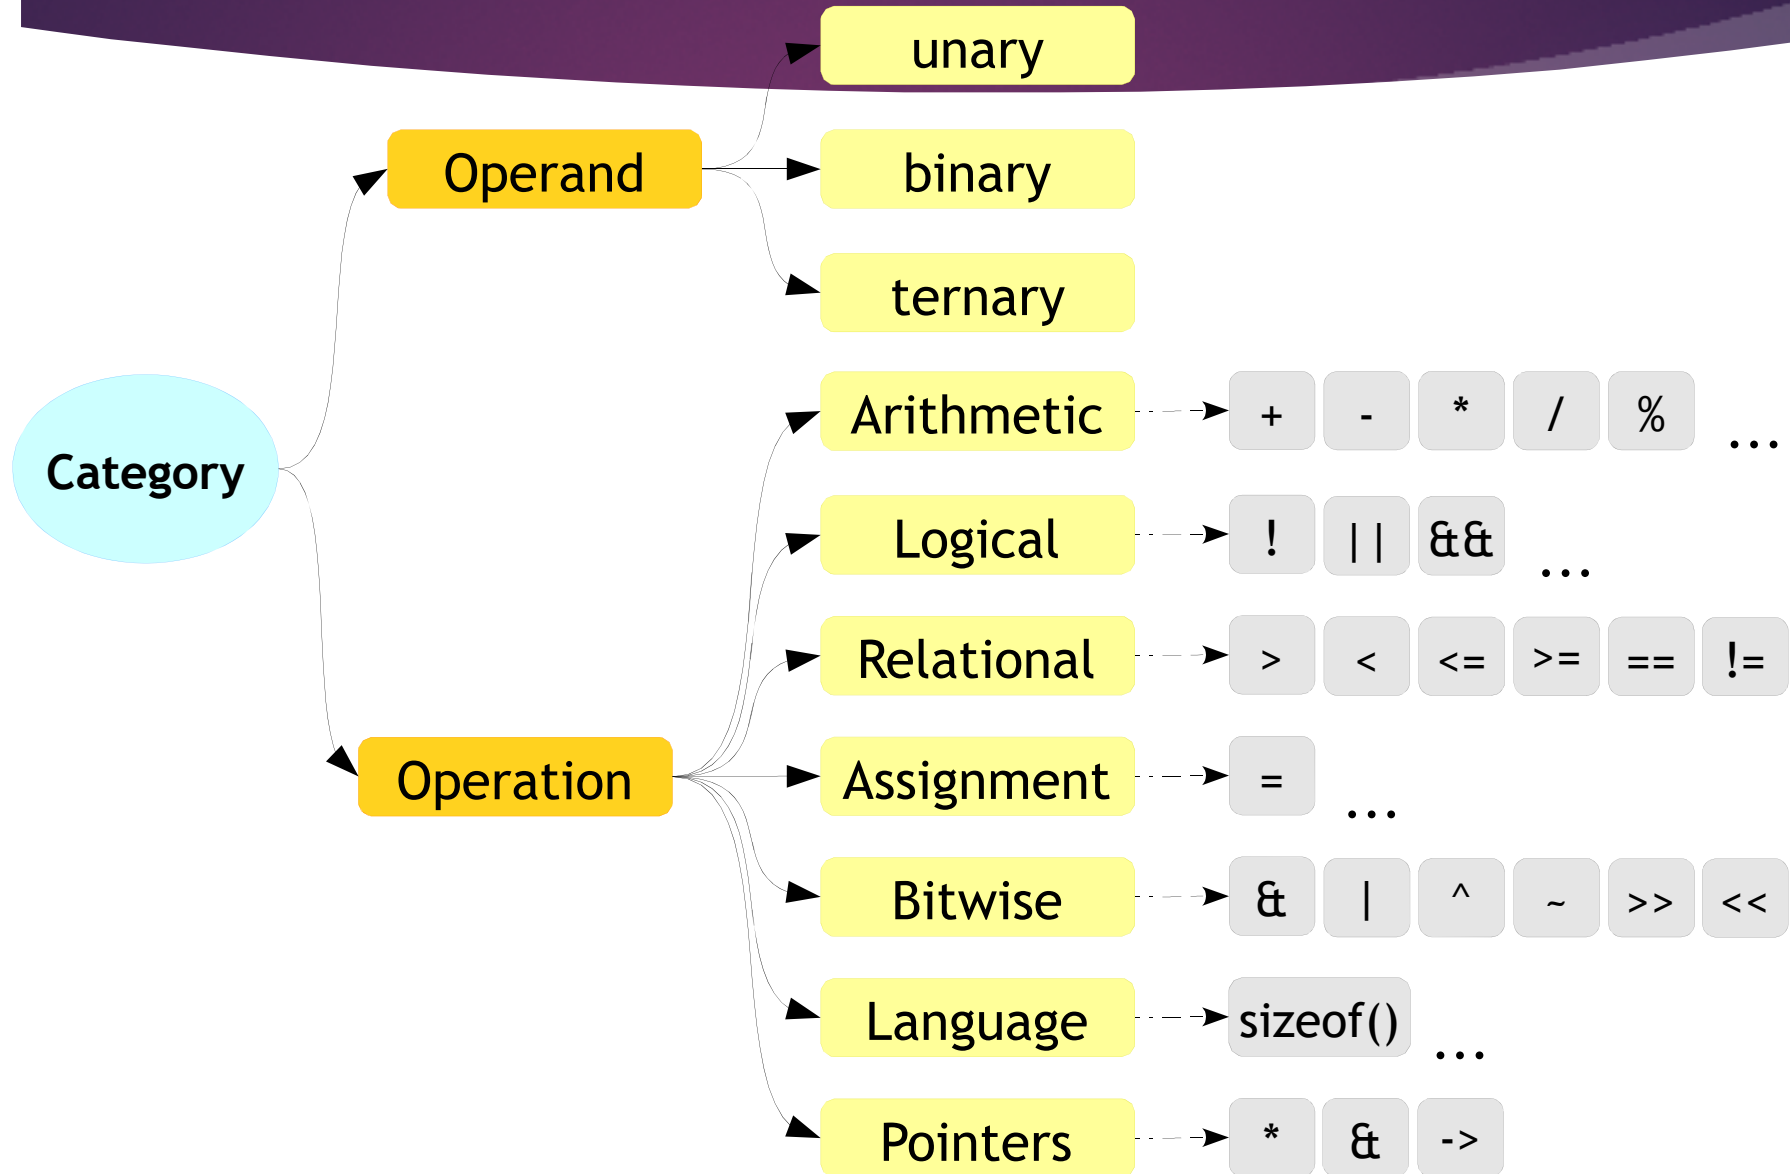 unary
Operand
binary
ternary
Category
Arithmetic + - * / % ...
Logical ! || && ...
Relational > < <= >= == !=
Operation
Assignment = ...
Bitwise & | ^ ~ >> <<
Language sizeof() ...
Pointers * & ->